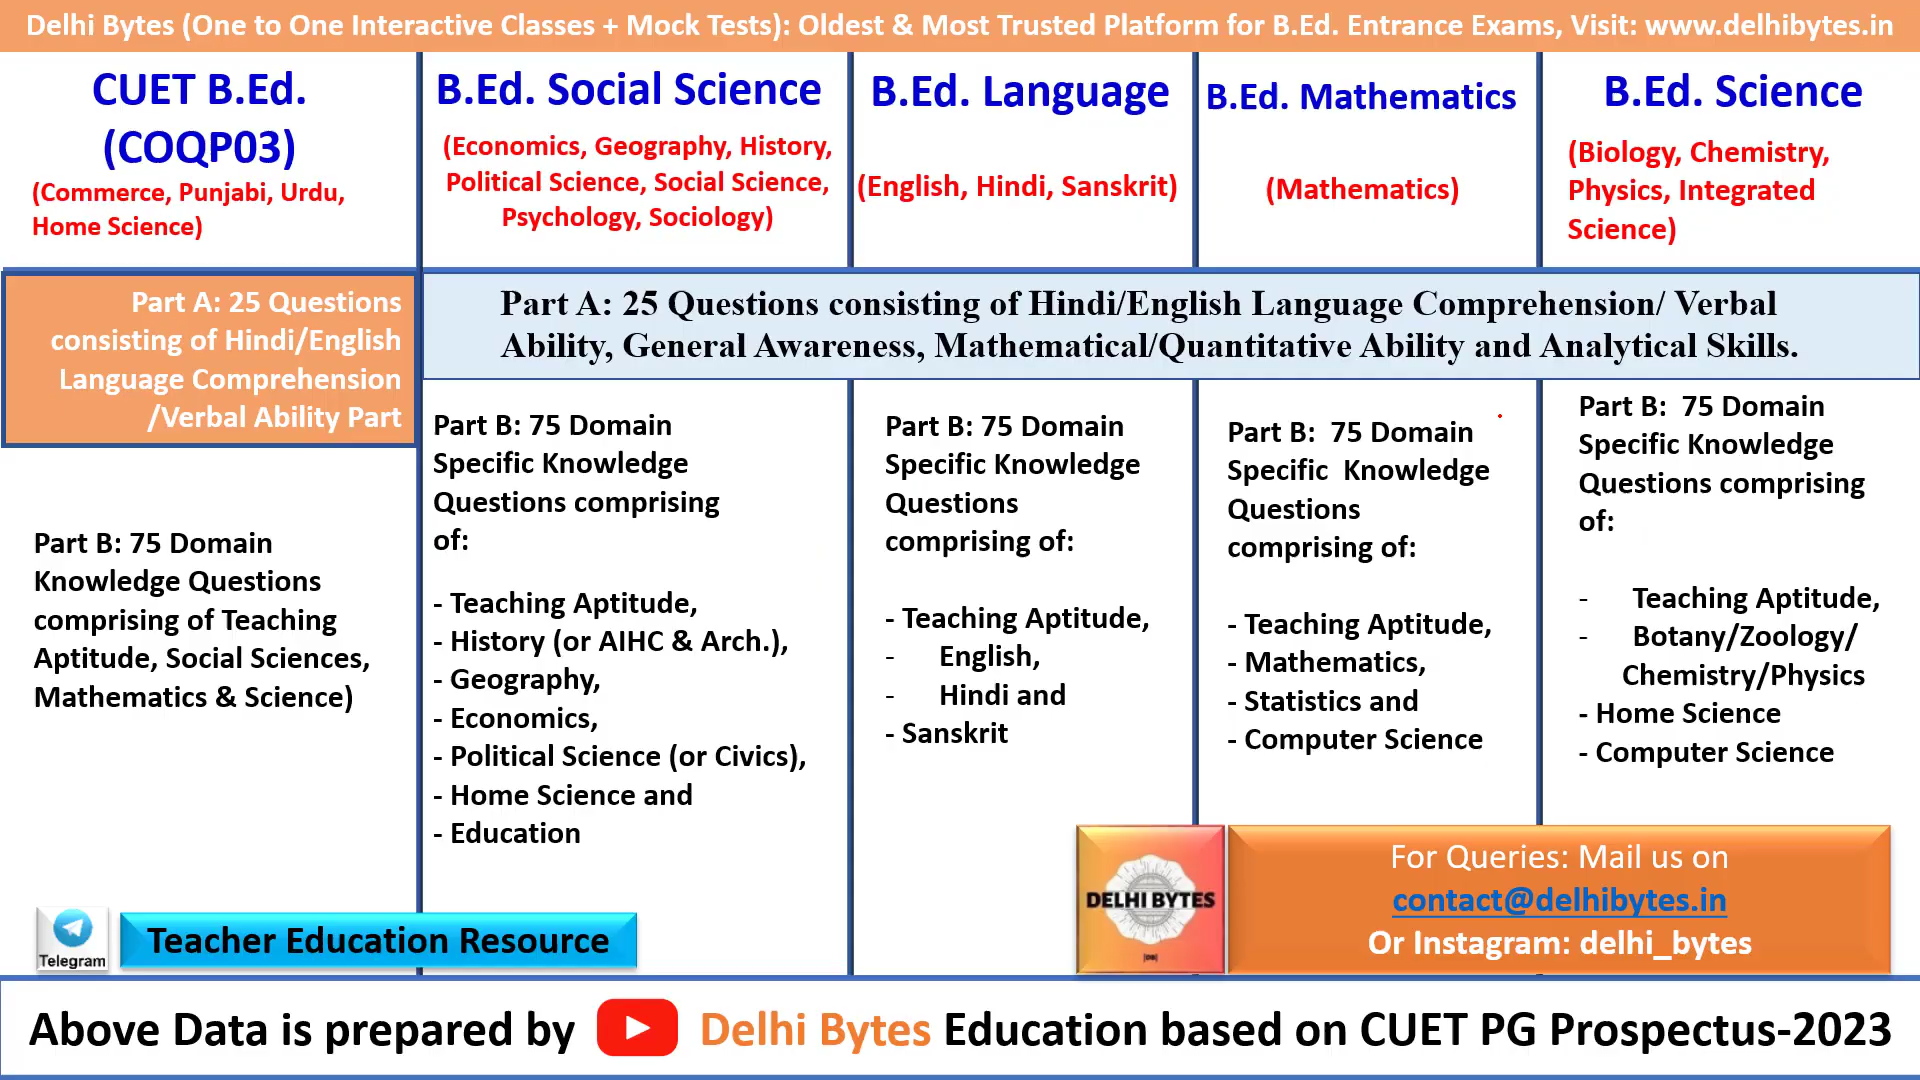 Delhi Bytes (One to One Interactive Classes + Mock Tests): Oldest & Most Trusted Platform for B.Ed. Entrance Exams, Visit: www.delhibytes.in
CUET B.Ed.
(COQP03)
(Commerce, Punjabi, Urdu,
Home Science)
B.Ed. Social Science
(Economics, Geography, History,
Political Science, Social Science,
Psychology, Sociology)
B.Ed. Language
(English, Hindi, Sanskrit)
B.Ed. Mathematics
(Mathematics)
B.Ed. Science
(Biology, Chemistry,
Physics, Integrated
Science)
Part A: 25 Questions
consisting of Hindi/English
Language Comprehension
/Verbal Ability Part
Part A: 25 Questions consisting of Hindi/English Language Comprehension/ Verbal
Ability, General Awareness, Mathematical/Quantitative Ability and Analytical Skills.
Part B: 75 Domain
Knowledge Questions
comprising of Teaching
Aptitude, Social Sciences,
Mathematics & Science)
Part B: 75 Domain
Specific Knowledge
Questions comprising
of:
- Teaching Aptitude,
- History (or AIHC & Arch.),
- Geography,
- Economics,
- Political Science (or Civics),
- Home Science and
- Education
Part B: 75 Domain
Specific Knowledge
Questions
comprising of:
- Teaching Aptitude,
- English,
- Hindi and
- Sanskrit
Part B: 75 Domain
Specific Knowledge
Questions
comprising of:
- Teaching Aptitude,
- Mathematics,
- Statistics and
- Computer Science
Part B: 75 Domain
Specific Knowledge
Questions comprising
of:
- Teaching Aptitude,
- Botany/Zoology/
Chemistry/Physics
- Home Science
- Computer Science
Telegram
Teacher Education Resource
DELHI BYTES
For Queries: Mail us on
contact@delhibytes.in
Or Instagram: delhi_bytes
Above Data is prepared by Delhi Bytes Education based on CUET PG Prospectus-2023